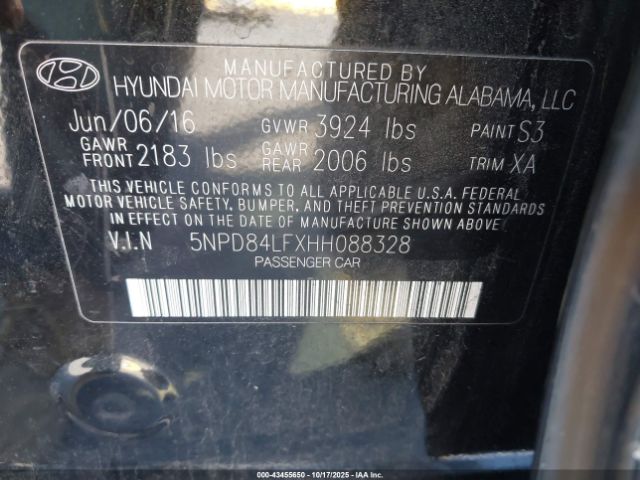 MANUFACTURED BY
HYUNDAI MOTOR MANUFACTURING ALABAMA, LLC
Jun/06/16 GVWR 3924 lbs PAINT S3
GAWR FRONT 2183 lbs GAWR REAR 2006 lbs TRIM XA
THIS VEHICLE CONFORMS TO ALL APPLICABLE U.S.A. FEDERAL
MOTOR VEHICLE SAFETY, BUMPER, AND THEFT PREVENTION STANDARDS
IN EFFECT ON THE DATE OF MANUFACTURE SHOWN ABOVE.
V.I.N 5NPD84LFXHH088328
PASSENGER CAR
000-43455650 - 10/17/2025 - IAAI.COM